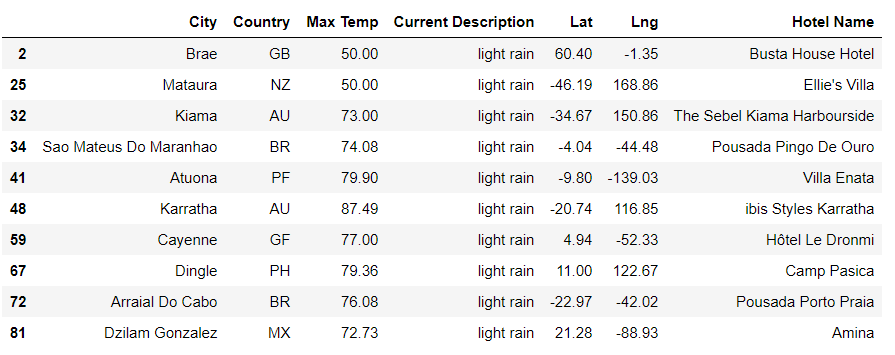 City Country Max Temp Current Description Lat Lng Hotel Name
2 Brae GB 50.00 light rain 60.40 -1.35 Busta House Hotel
25 Mataura NZ 50.00 light rain -46.19 168.86 Ellie's Villa
32 Kiama AU 73.00 light rain -34.67 150.86 The Sebel Kiama Harbourside
34 Sao Mateus Do Maranhao BR 74.08 light rain -4.04 -44.48 Pousada Pingo De Ouro
41 Atuona PF 79.90 light rain -9.80 -139.03 Villa Enata
48 Karratha AU 87.49 light rain -20.74 116.85 ibis Styles Karratha
59 Cayenne GF 77.00 light rain 4.94 -52.33 Hôtel Le Dronmi
67 Dingle PH 79.36 light rain 11.00 122.67 Camp Pasica
72 Arraial Do Cabo BR 76.08 light rain -22.97 -42.02 Pousada Porto Praia
81 Dzilam Gonzalez MX 72.73 light rain 21.28 -88.93 Amina